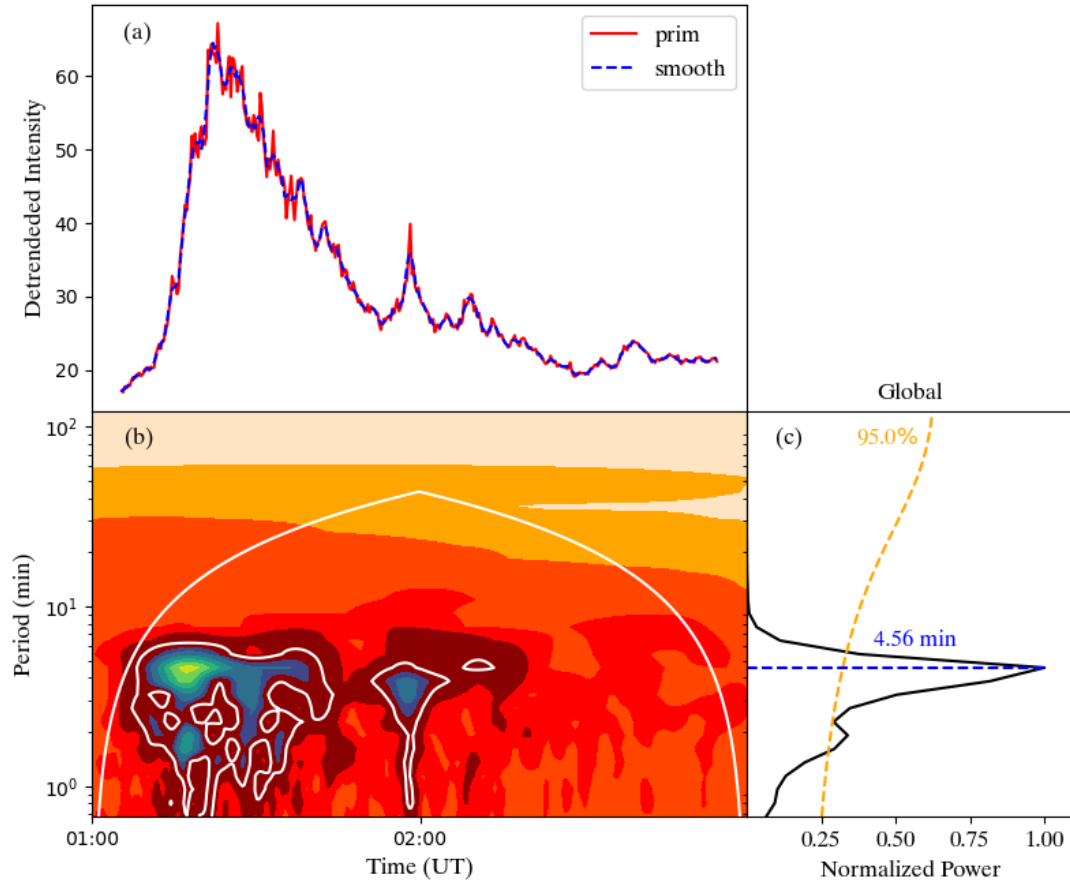 (a)
prim
smooth
Detrendeded Intensity
60
50
40
30
20
Global
(b)
(c)
95.0%
4.56 min
Period (min)
10²
10¹
10⁰
01:00
02:00
Time (UT)
0.25
0.50
0.75
1.00
Normalized Power